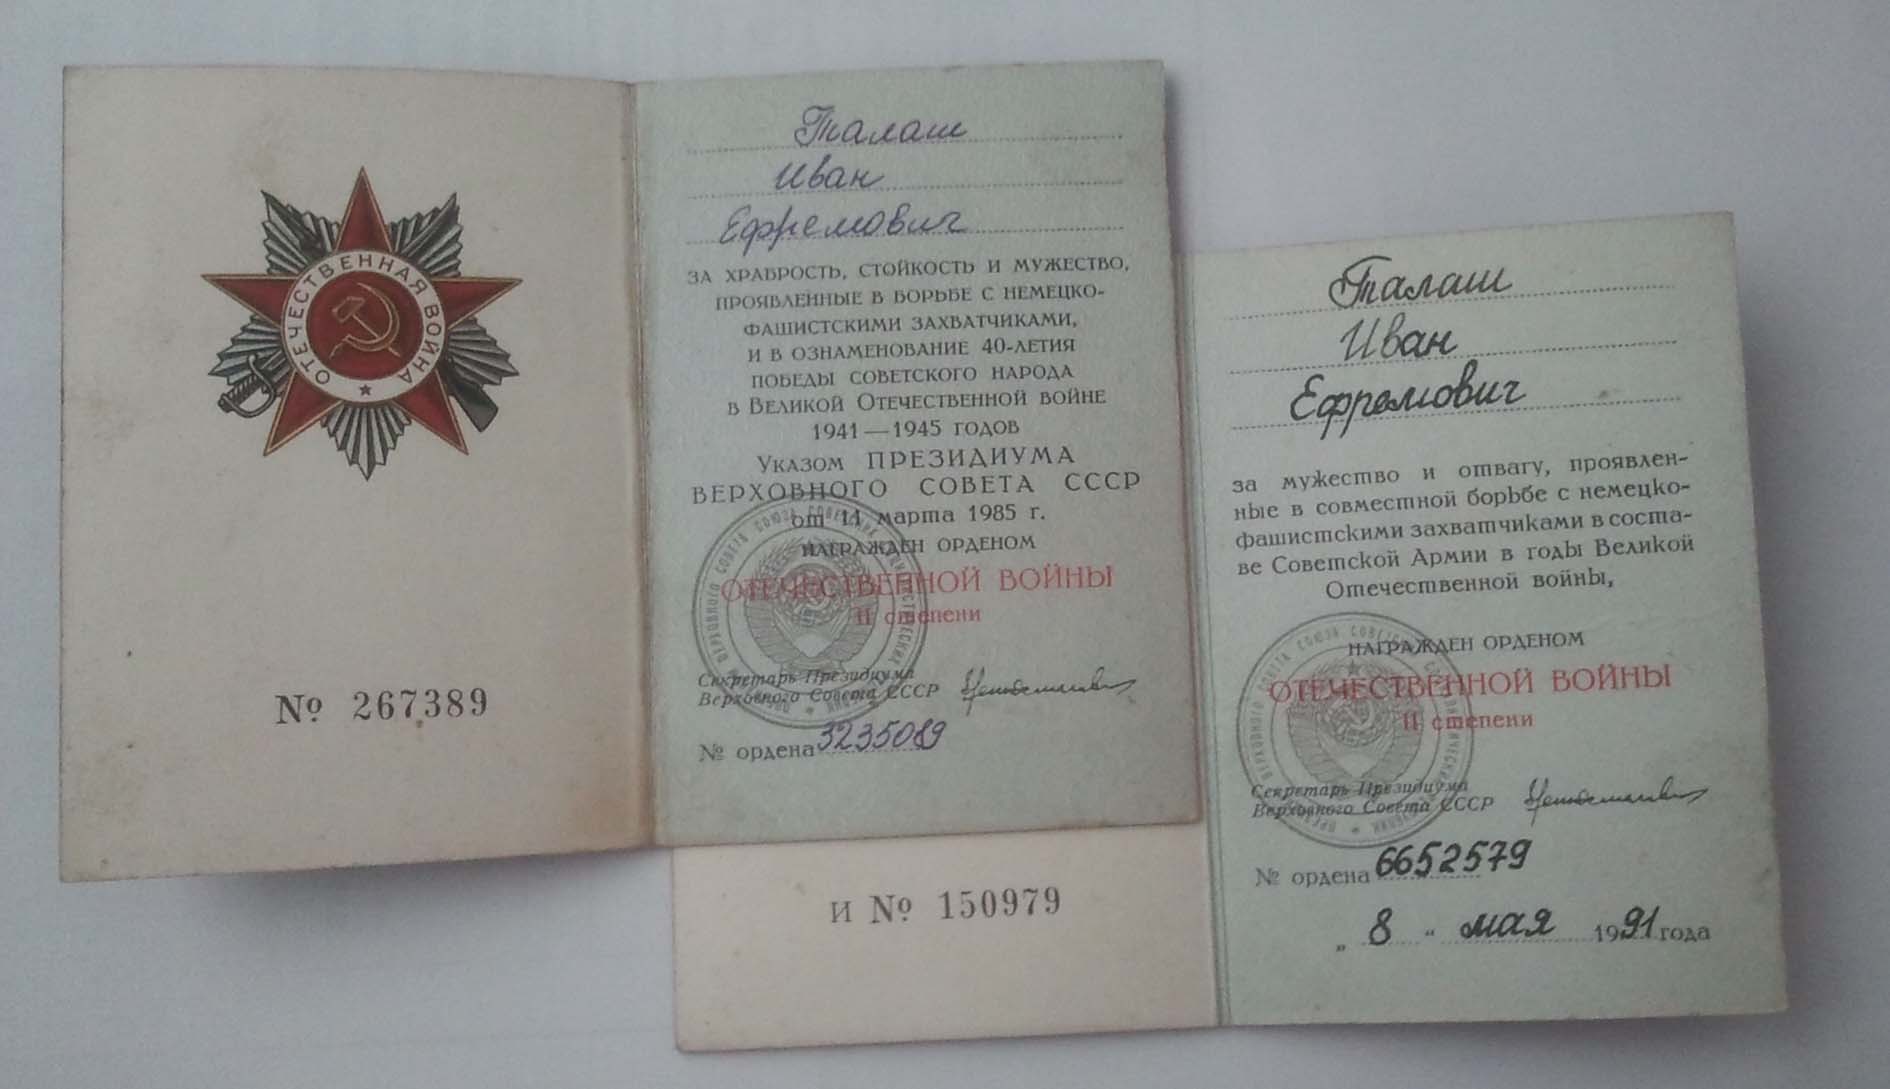 ОТЕЧЕСТВЕННАЯ ВОЙНА
№ 267389
Талаш
Иван
Ефремович
ЗА ХРАБРОСТЬ, СТОЙКОСТЬ И МУЖЕСТВО,
ПРОЯВЛЕННЫЕ В БОРЬБЕ С НЕМЕЦКО-
ФАШИСТСКИМИ ЗАХВАТЧИКАМИ,
И В ОЗНАМЕНОВАНИЕ 40-ЛЕТИЯ
ПОБЕДЫ СОВЕТСКОГО НАРОДА
В ВЕЛИКОЙ ОТЕЧЕСТВЕННОЙ ВОЙНЕ
1941—1945 ГОДОВ
УКАЗОМ ПРЕЗИДИУМА
ВЕРХОВНОГО СОВЕТА СССР
от 11 марта 1985 г.
НАГРАЖДЕН ОРДЕНОМ
ОТЕЧЕСТВЕННОЙ ВОЙНЫ
II степени
Секретарь Президиума
Верховного Совета СССР
№ ордена 3235089
И № 150979
Талаш
Иван
Ефремович
за мужество и отвагу, проявлен-
ные в совместной борьбе с немецко-
фашистскими захватчиками в соста-
ве Советской Армии в годы Великой
Отечественной войны,
НАГРАЖДЕН ОРДЕНОМ
ОТЕЧЕСТВЕННОЙ ВОЙНЫ
II степени
Секретарь Президиума
Верховного Совета СССР
№ ордена 6652579
„ 8 “ мая 1991 года